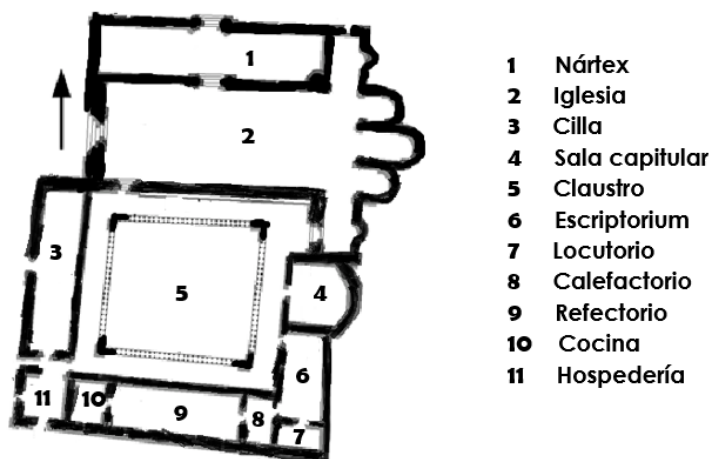 1
2
3
4
5
6
7
8
9
10
11
1 Nártex
2 Iglesia
3 Cilla
4 Sala capitular
5 Claustro
6 Escriptorium
7 Locutorio
8 Calefactorio
9 Refectorio
10 Cocina
11 Hospedería